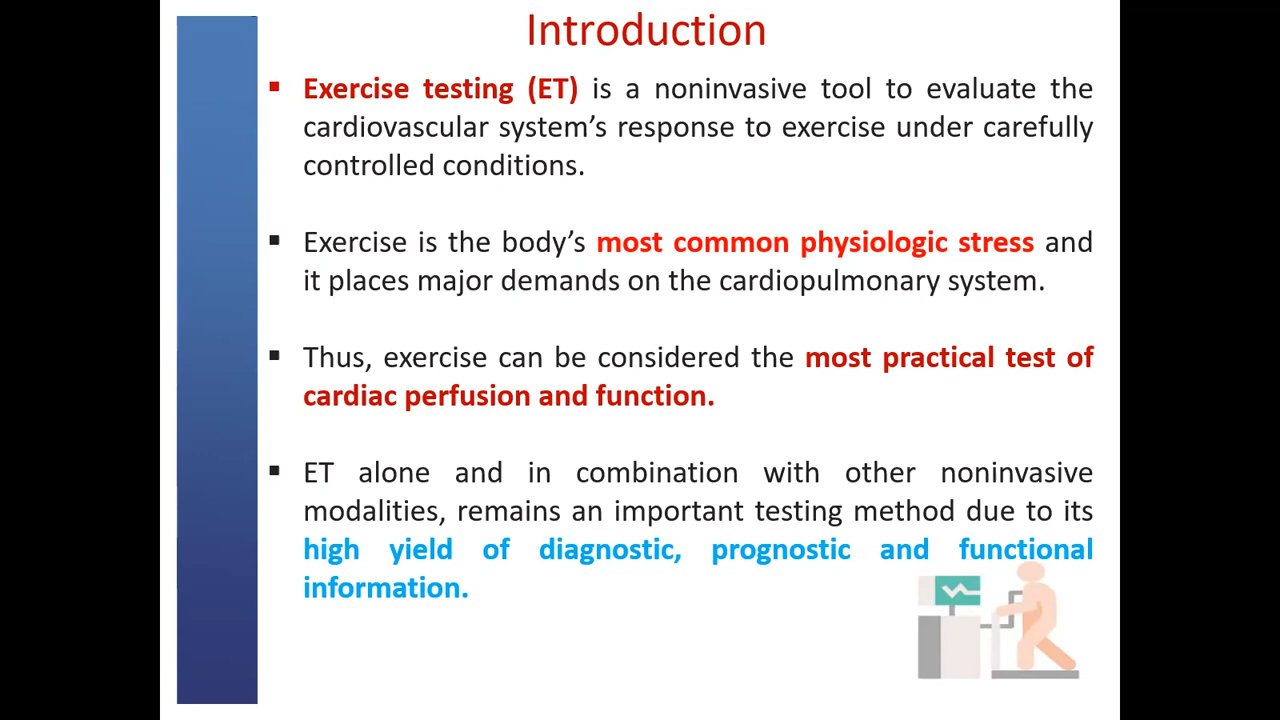 Introduction
▪ Exercise testing (ET) is a noninvasive tool to evaluate the
cardiovascular system’s response to exercise under carefully
controlled conditions.
▪ Exercise is the body’s most common physiologic stress and
it places major demands on the cardiopulmonary system.
▪ Thus, exercise can be considered the most practical test of
cardiac perfusion and function.
▪ ET alone and in combination with other noninvasive
modalities, remains an important testing method due to its
high yield of diagnostic, prognostic and functional
information.